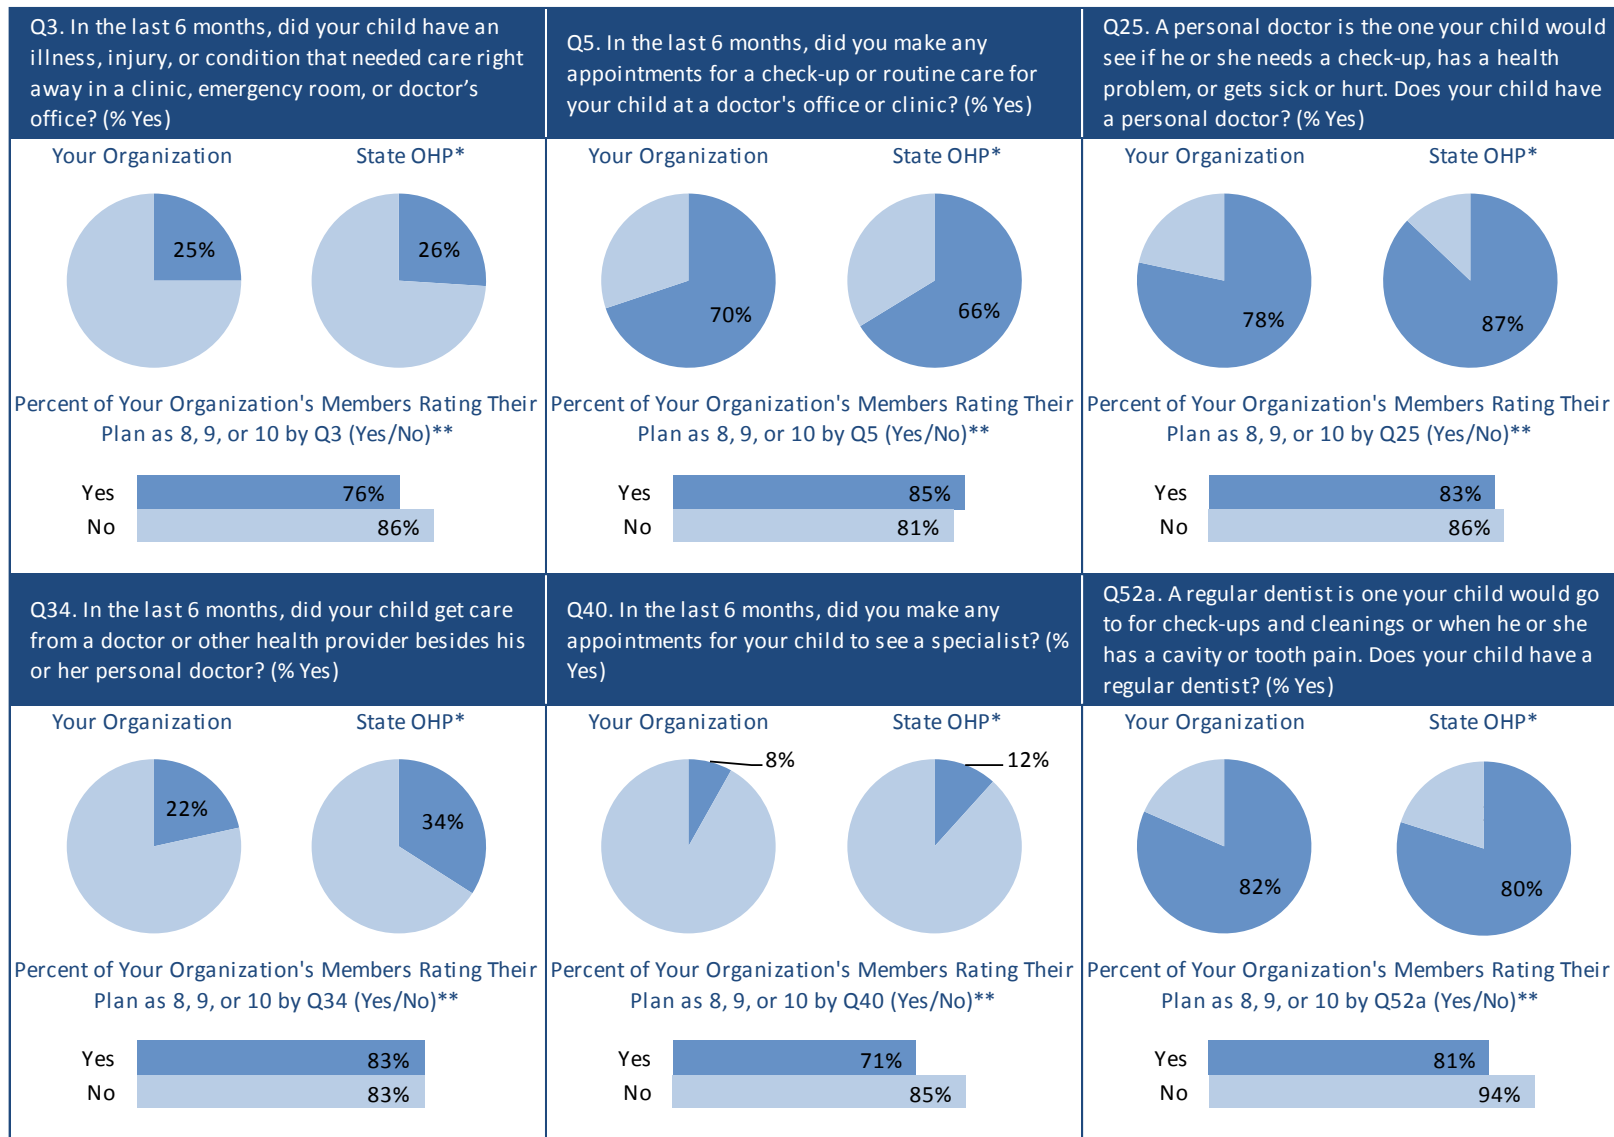 Q3. In the last 6 months, did your child have an
illness, injury, or condition that needed care right
away in a clinic, emergency room, or doctor's
office? (% Yes)
Your Organization
State OHP*
25%
26%
Percent of Your Organization's Members Rating Their
Plan as 8, 9, or 10 by Q3 (Yes/No)**
Yes 76%
No 86%
Q5. In the last 6 months, did you make any
appointments for a check-up or routine care for
your child at a doctor's office or clinic? (% Yes)
Your Organization
State OHP*
70%
66%
Percent of Your Organization's Members Rating Their
Plan as 8, 9, or 10 by Q5 (Yes/No)**
Yes 85%
No 81%
Q25. A personal doctor is the one your child would
see if he or she needs a check-up, has a health
problem, or gets sick or hurt. Does your child have
a personal doctor? (% Yes)
Your Organization
State OHP*
78%
87%
Percent of Your Organization's Members Rating Their
Plan as 8, 9, or 10 by Q25 (Yes/No)**
Yes 83%
No 86%
Q34. In the last 6 months, did your child get care
from a doctor or other health provider besides his
or her personal doctor? (% Yes)
Your Organization
State OHP*
22%
34%
Percent of Your Organization's Members Rating Their
Plan as 8, 9, or 10 by Q34 (Yes/No)**
Yes 83%
No 83%
Q40. In the last 6 months, did you make any
appointments for your child to see a specialist? (%
Yes)
Your Organization
State OHP*
8%
12%
Percent of Your Organization's Members Rating Their
Plan as 8, 9, or 10 by Q40 (Yes/No)**
Yes 71%
No 85%
Q52a. A regular dentist is one your child would go
to for check-ups and cleanings or when he or she
has a cavity or tooth pain. Does your child have a
regular dentist? (% Yes)
Your Organization
State OHP*
82%
80%
Percent of Your Organization's Members Rating Their
Plan as 8, 9, or 10 by Q52a (Yes/No)**
Yes 81%
No 94%